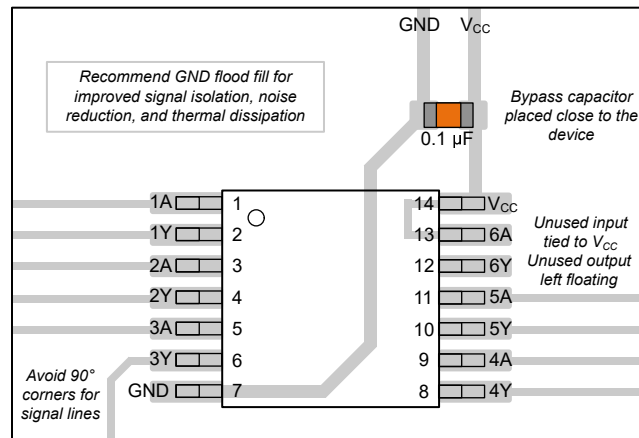 GND V_CC
Recommend GND flood fill for
improved signal isolation, noise
reduction, and thermal dissipation
Bypass capacitor
placed close to the
device
0.1 µF
1A 1 14 V_CC
1Y 2 13 6A
2A 3 12 6Y
2Y 4 11 5A
3A 5 10 5Y
3Y 6 9 4A
GND 7 8 4Y
Unused input
tied to V_CC
Unused output
left floating
Avoid 90°
corners for
signal lines